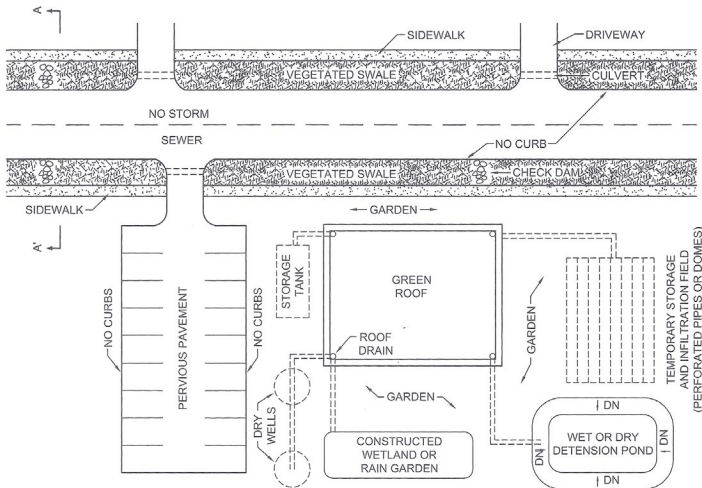 A
SIDEWALK
DRIVEWAY
VEGETATED SWALE
CULVERT
NO STORM
SEWER
NO CURB
VEGETATED SWALE
CHECK DAM
SIDEWALK
GARDEN
A'
NO CURBS
PERVIOUS PAVEMENT
NO CURBS
STORAGE
TANK
GREEN
ROOF
GARDEN
TEMPORARY STORAGE
AND INFILTRATION FIELD
(PERFORATED PIPES OR DOMES)
ROOF
DRAIN
GARDEN
DRY
WELLS
CONSTRUCTED
WETLAND OR
RAIN GARDEN
DN
WET OR DRY
DETENTION POND
DN
DN
DN